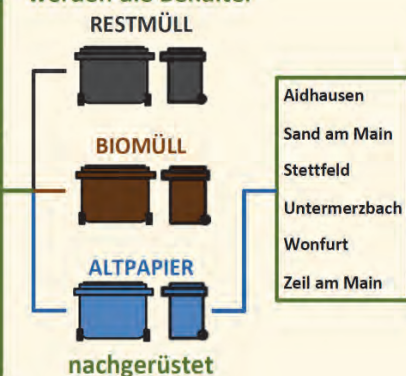 RESTMÜLL
BIOMÜLL
ALTPAPIER
nachgerüstet
Aidhausen
Sand am Main
Stettfeld
Untermerzbach
Wonfurt
Zeil am Main